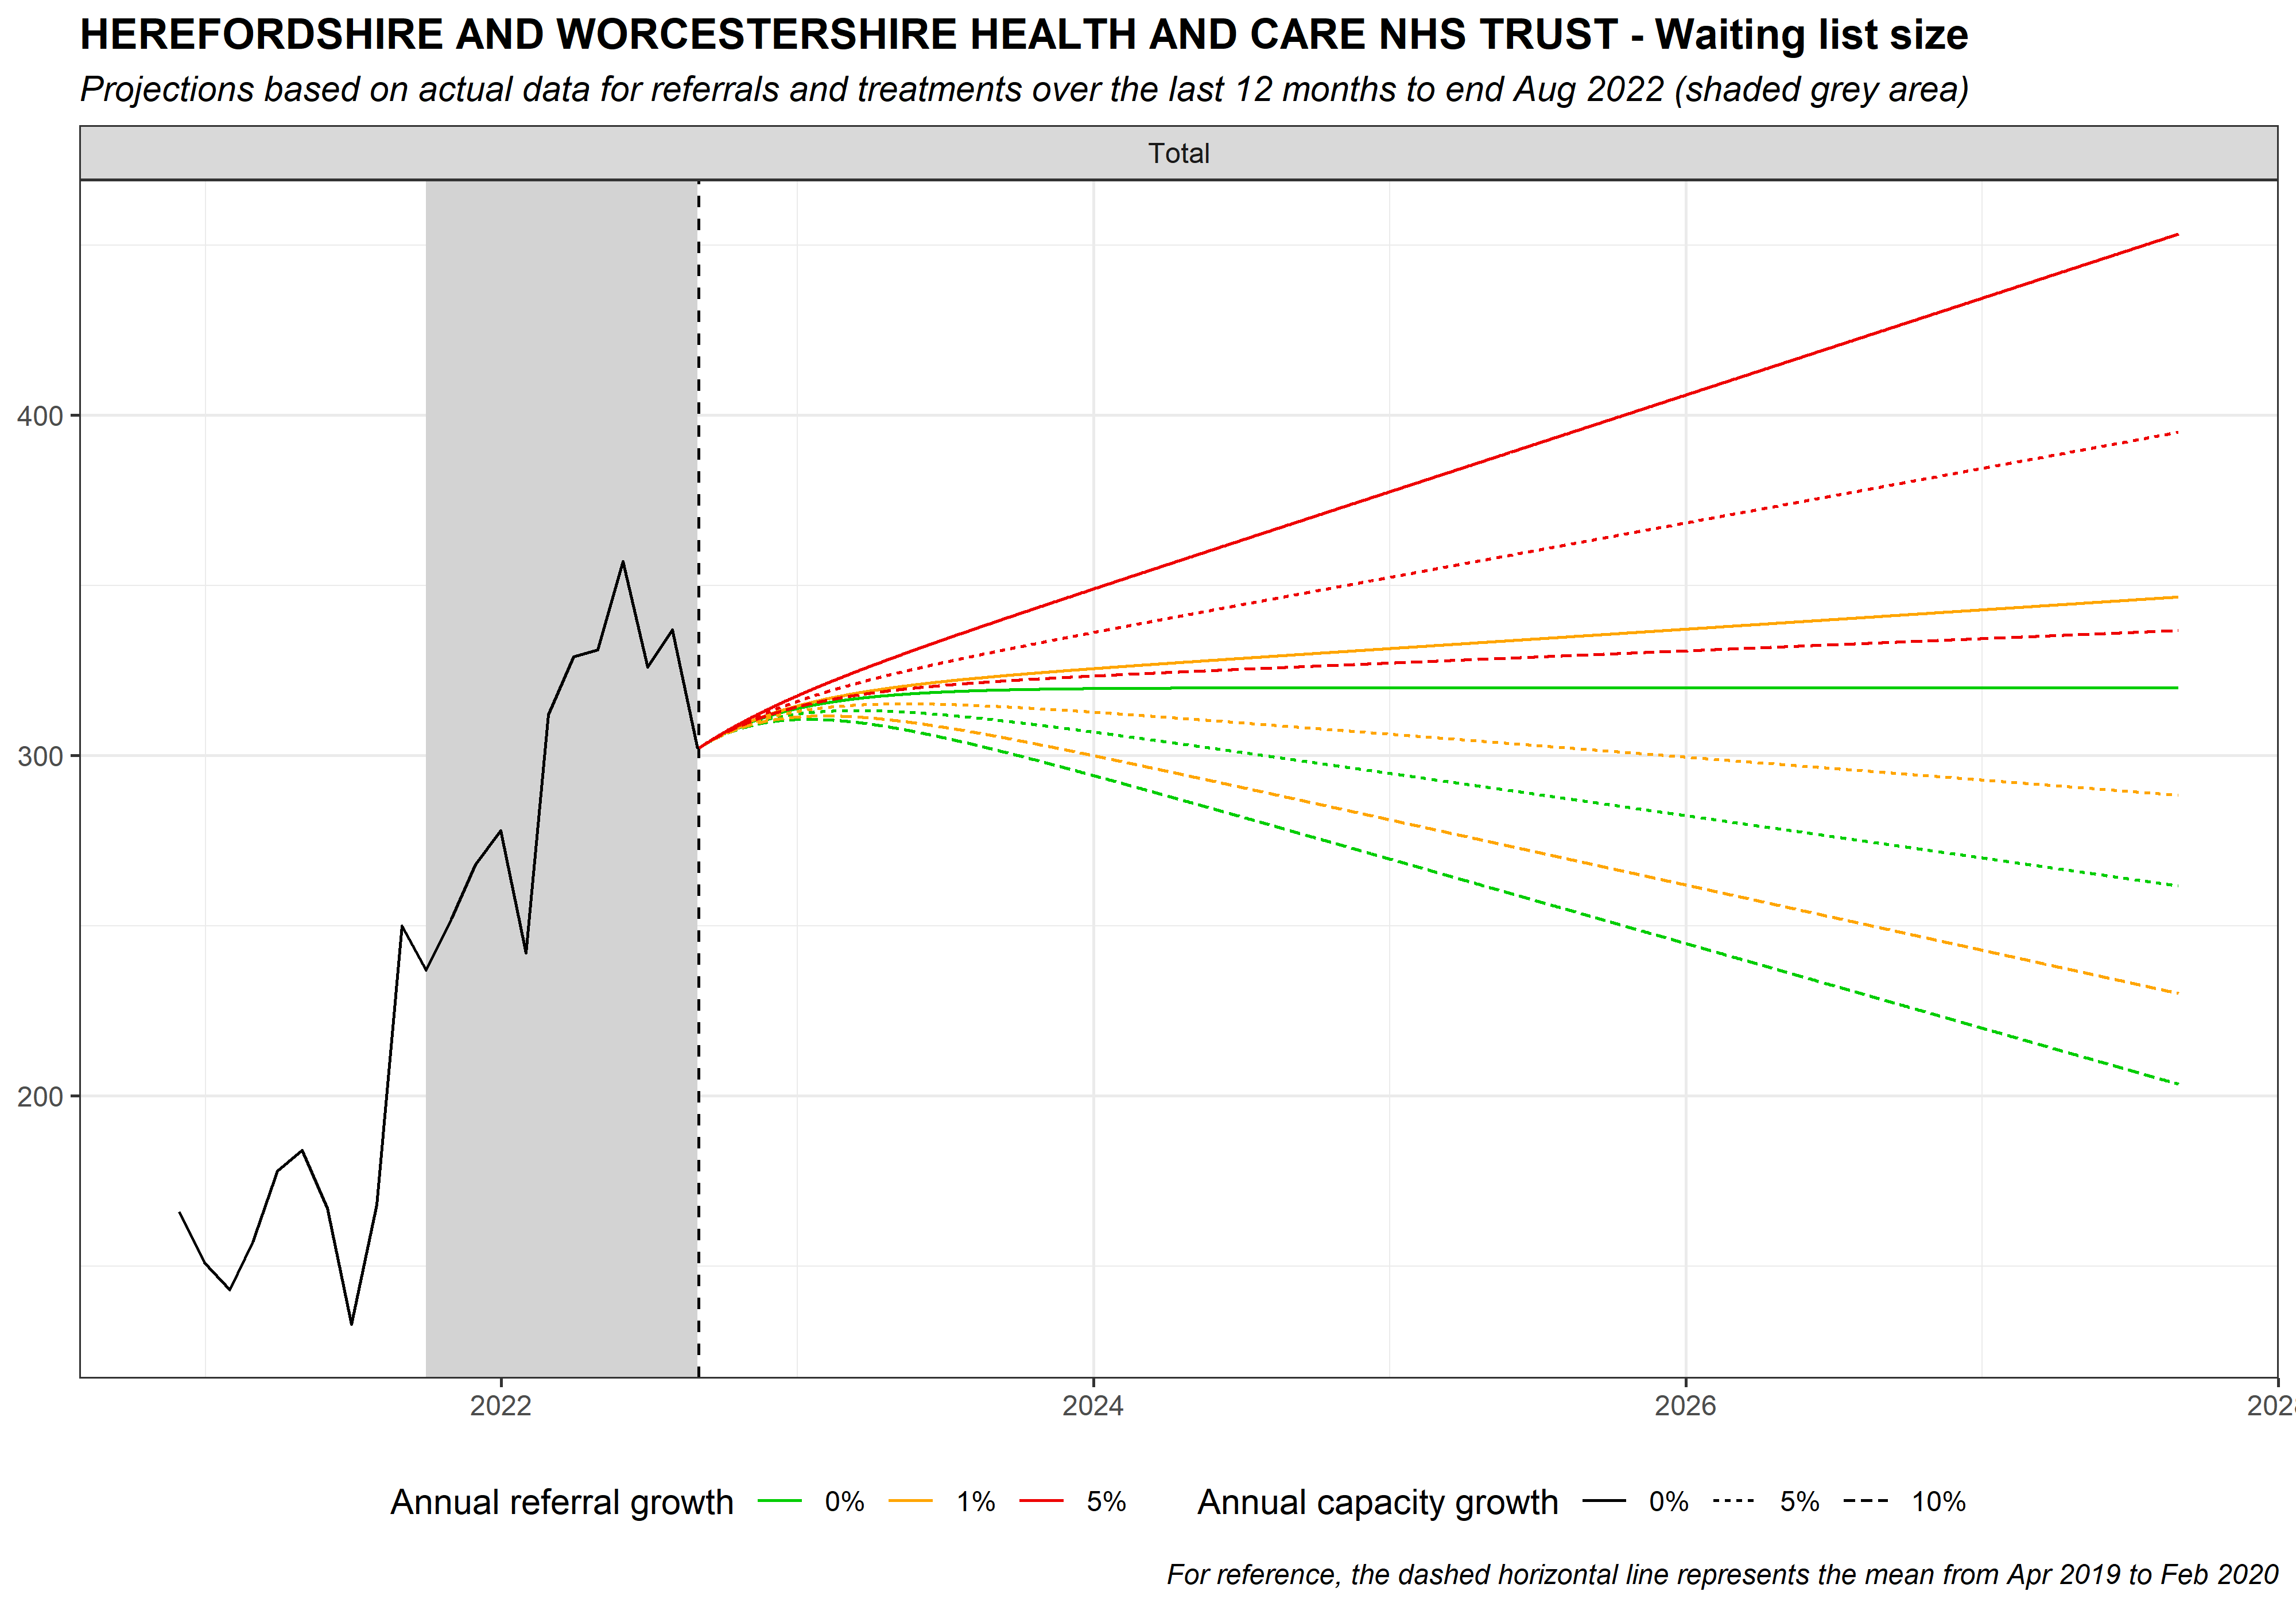 HEREFORDSHIRE AND WORCESTERSHIRE HEALTH AND CARE NHS TRUST - Waiting list size
Projections based on actual data for referrals and treatments over the last 12 months to end Aug 2022 (shaded grey area)
Total
400
300
200
2022 2024 2026
Annual referral growth 0% 1% 5% Annual capacity growth 0% 5% 10%
For reference, the dashed horizontal line represents the mean from Apr 2019 to Feb 2020